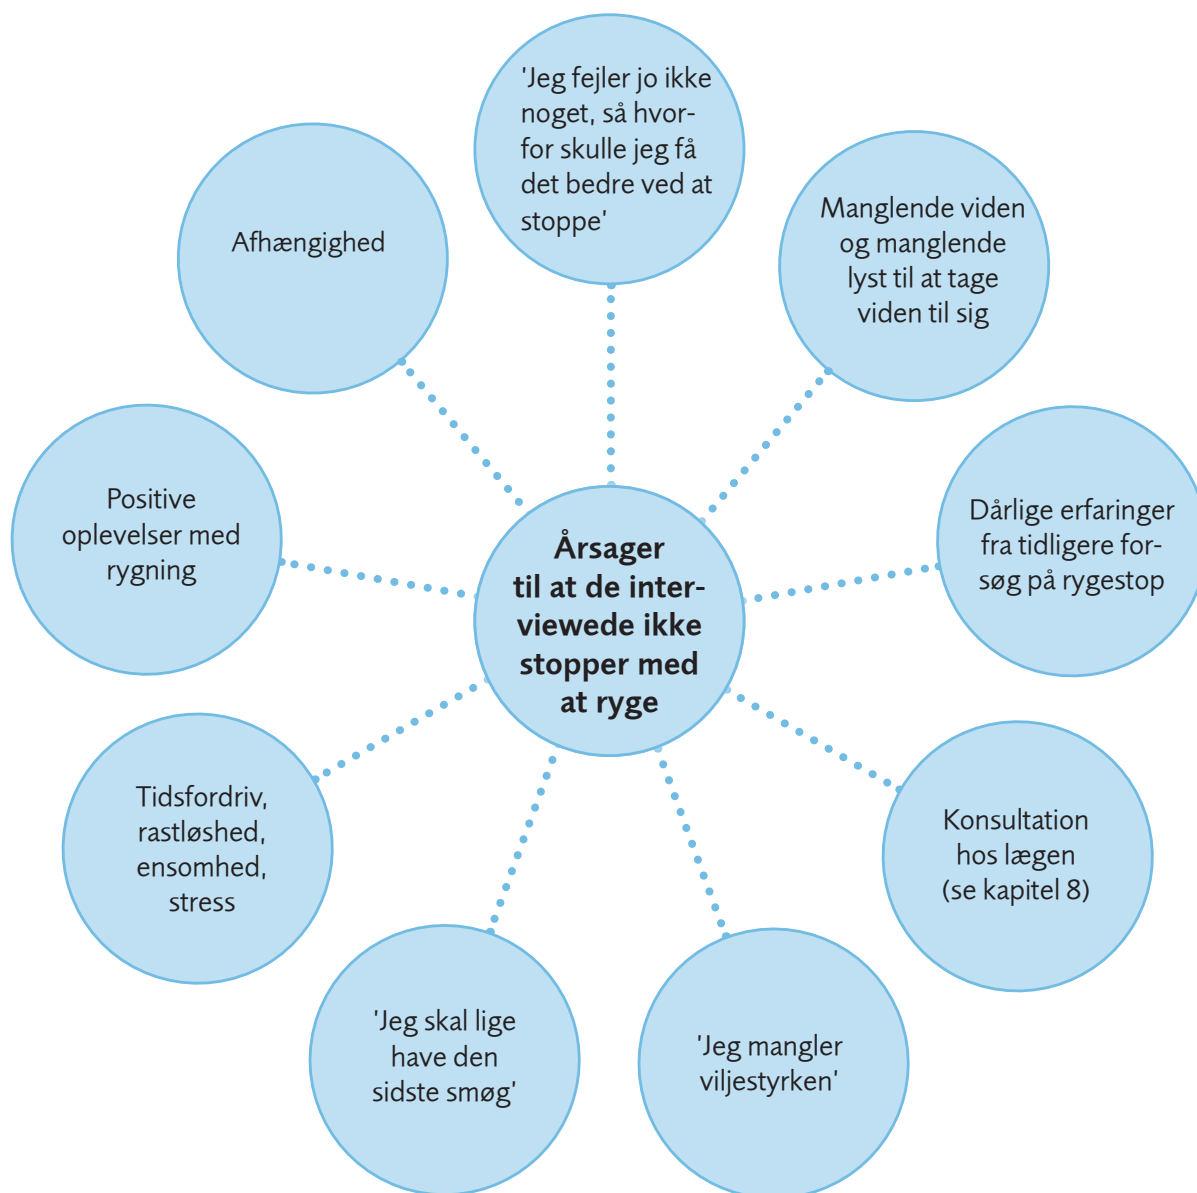 'Jeg fejler jo ikke
noget, så hvor-
for skulle jeg få
det bedre ved at
stoppe'
Manglende viden
og manglende
lyst til at tage
viden til sig
Dårlige erfaringer
fra tidligere for-
søg på rygestop
Konsultation
hos lægen
(se kapitel 8)
'Jeg mangler
viljestyrken'
'Jeg skal lige
have den
sidste smøg'
Tidsfordriv,
rastløshed,
ensomhed,
stress
Positive
oplevelser med
rygning
Afhængighed
Årsager
til at de inter-
viewede ikke
stopper med
at ryge